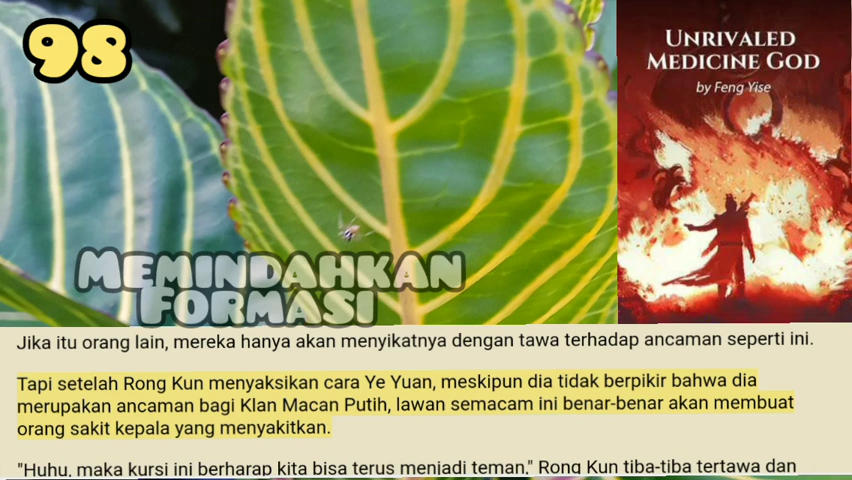 98
UNRIVALED
MEDICINE GOD
by Feng Yise
MEMINDAHKAN
FORMASI
Jika itu orang lain, mereka hanya akan menyikatnya dengan tawa terhadap ancaman seperti ini.
Tapi setelah Rong Kun menyaksikan cara Ye Yuan, meskipun dia tidak berpikir bahwa dia
merupakan ancaman bagi Klan Macan Putih, lawan semacam ini benar-benar akan membuat
orang sakit kepala yang menyakitkan.
"Huhu, maka kursi ini berharap kita bisa terus menjadi teman," Rong Kun tiba-tiba tertawa dan